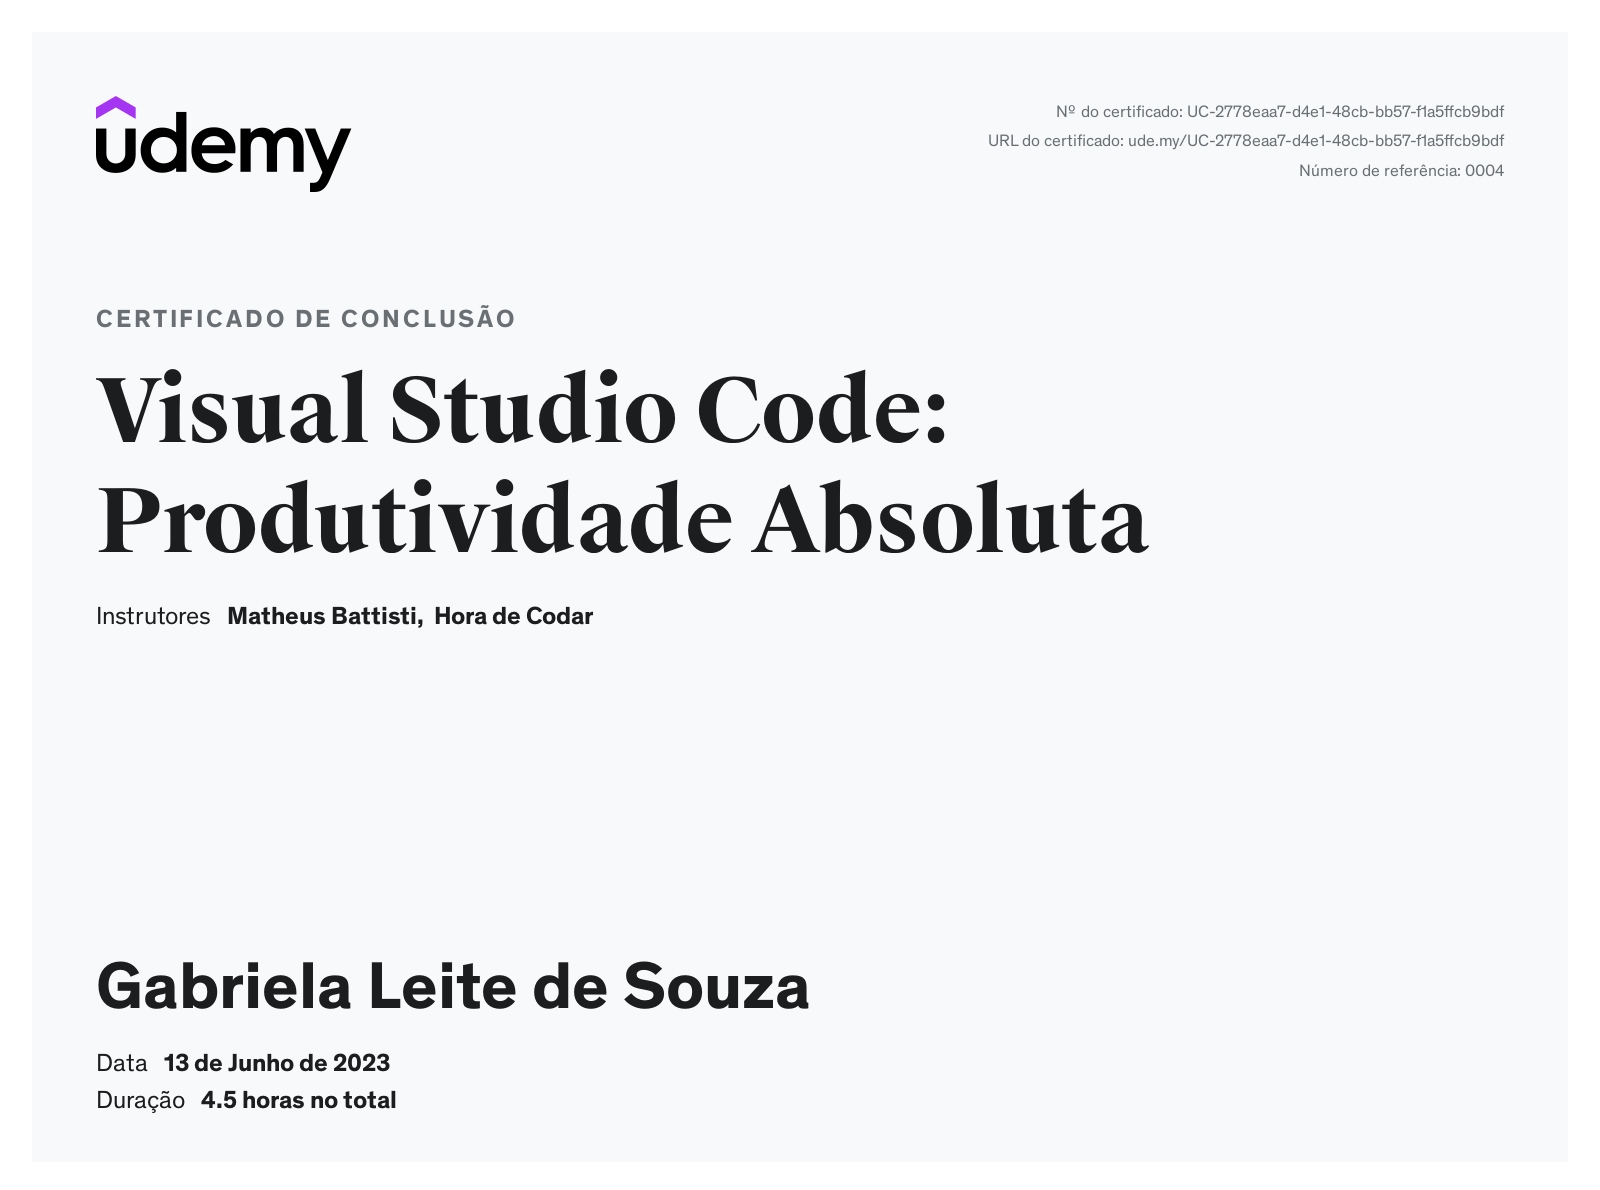 udemy
Nº do certificado: UC-2778eaa7-d4e1-48cb-bb57-f1a5ffcb9bdf
URL do certificado: ude.my/UC-2778eaa7-d4e1-48cb-bb57-f1a5ffcb9bdf
Número de referência: 0004
CERTIFICADO DE CONCLUSÃO
Visual Studio Code:
Produtividade Absoluta
Instrutores Matheus Battisti, Hora de Codar
Gabriela Leite de Souza
Data 13 de Junho de 2023
Duração 4.5 horas no total